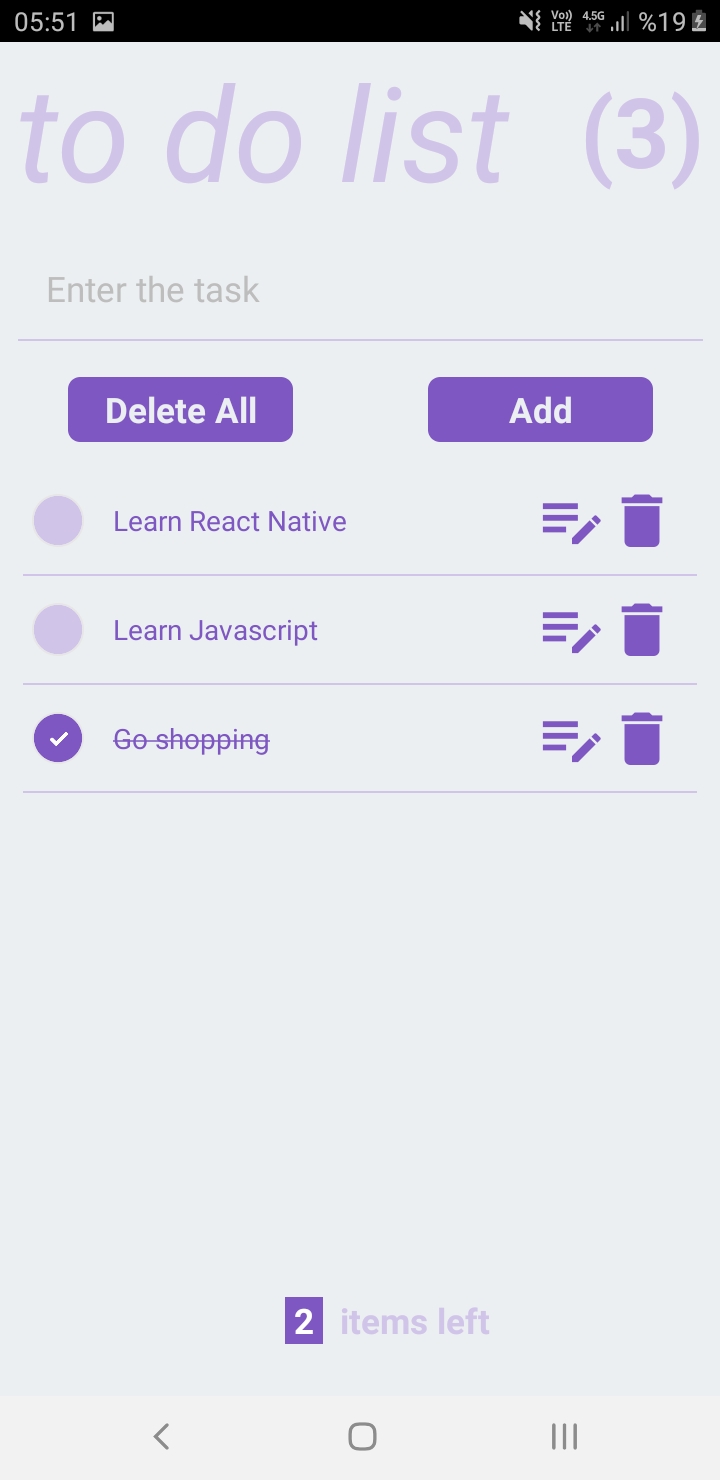 05:51 Vo)) LTE 4.5G %19
to do list (3)
Enter the task
Delete All Add
Learn React Native
Learn Javascript
Go shopping
2 items left